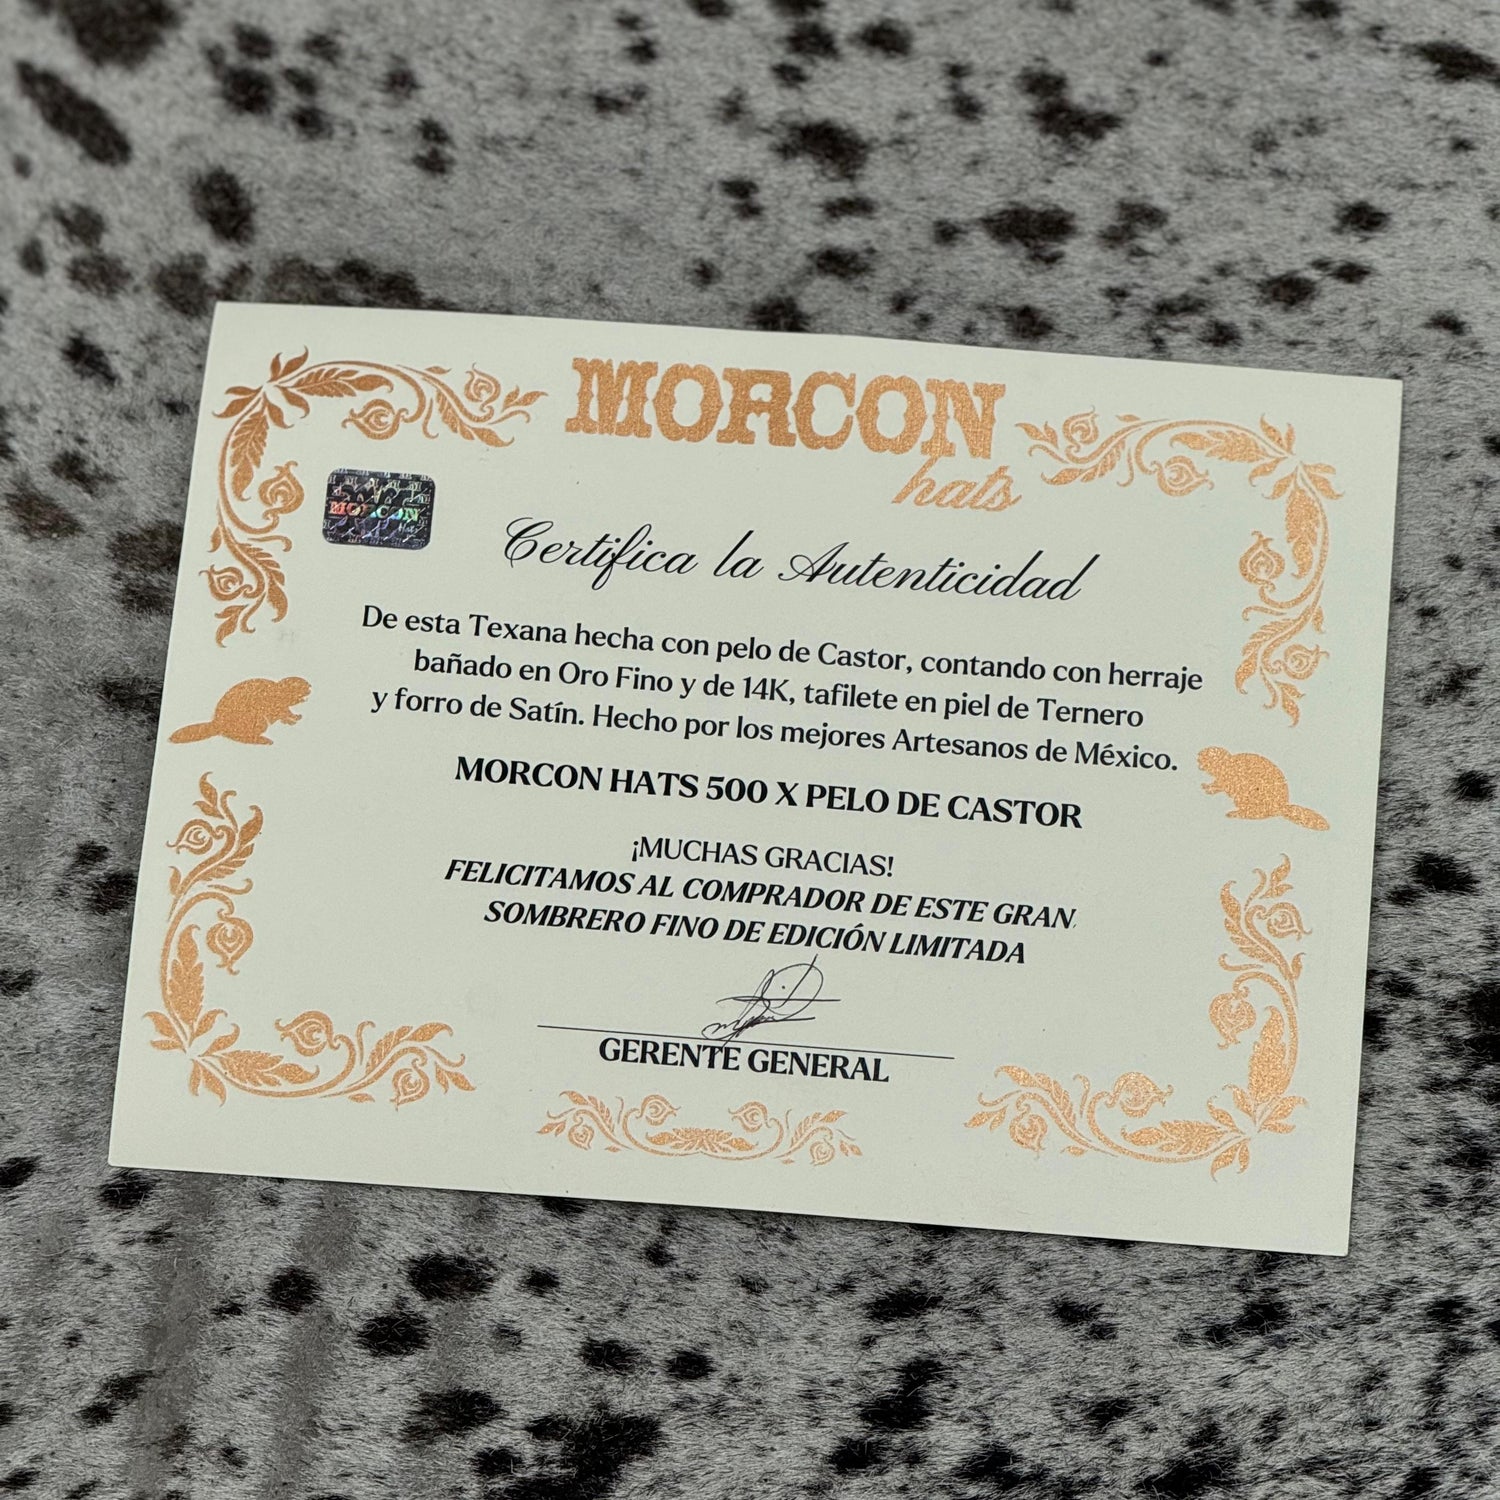 MORCON
hats
MORCON
Hats
Certifica la Autenticidad
De esta Texana hecha con pelo de Castor, contando con herraje
bañado en Oro Fino y de 14K, tafilete en piel de Ternero
y forro de Satín. Hecho por los mejores Artesanos de México.
MORCON HATS 500 X PELO DE CASTOR
¡MUCHAS GRACIAS!
FELICITAMOS AL COMPRADOR DE ESTE GRAN
SOMBRERO FINO DE EDICIÓN LIMITADA
GERENTE GENERAL